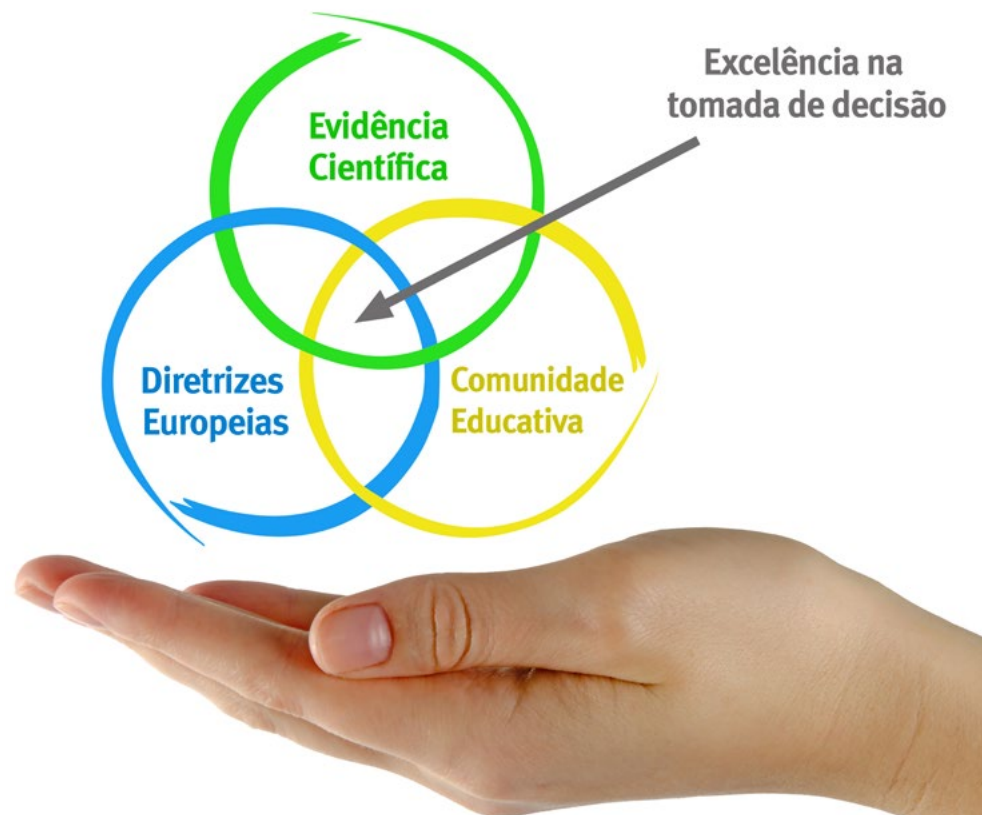 Excelência na
tomada de decisão
Evidência
Científica
Diretrizes
Europeias
Comunidade
Educativa